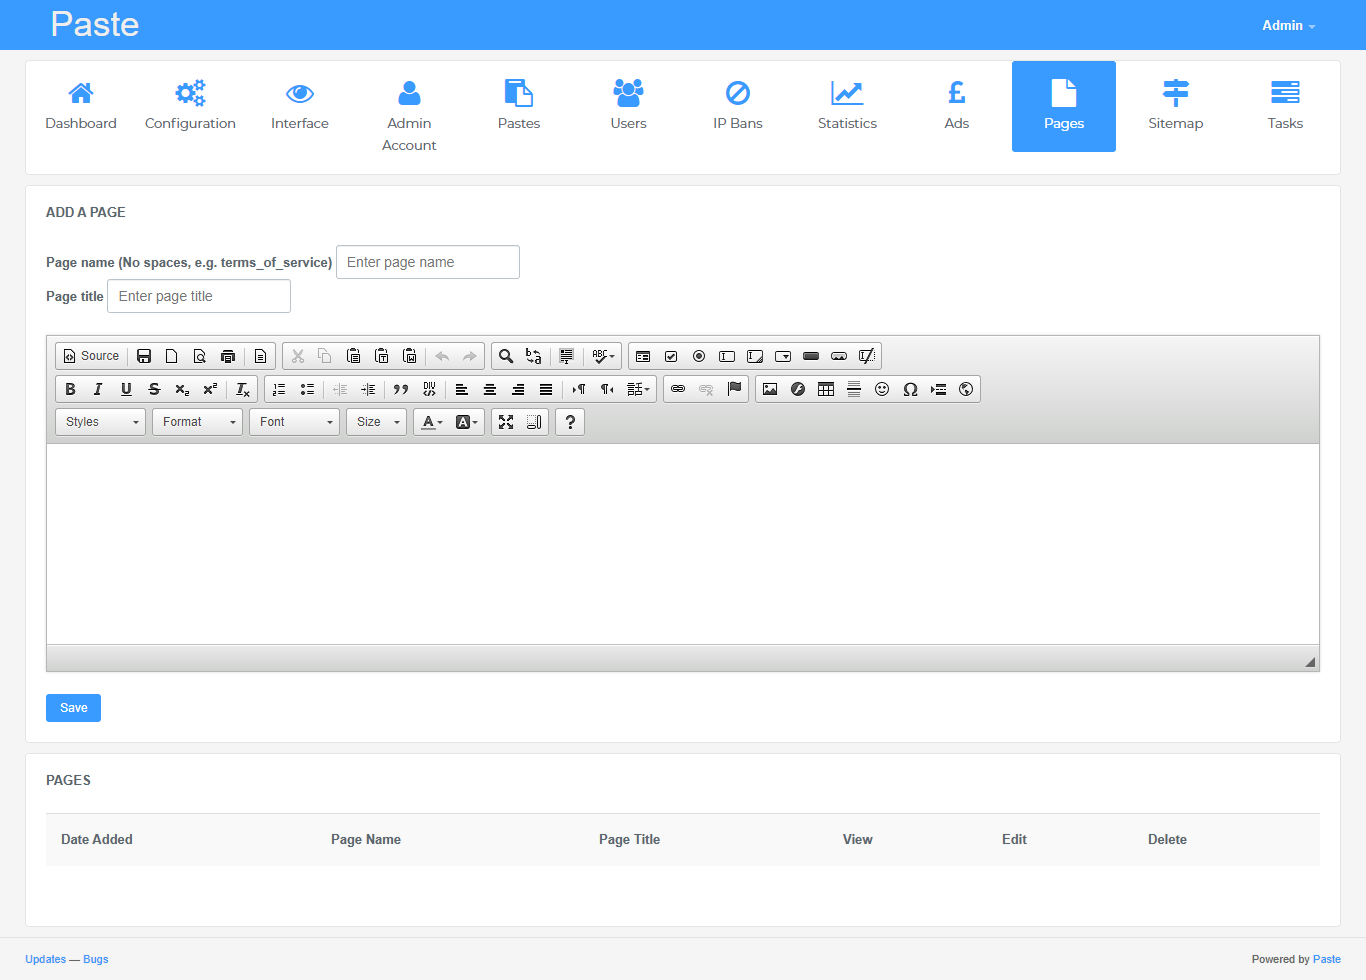 Paste
Admin
Dashboard
Configuration
Interface
Admin
Account
Pastes
Users
IP Bans
Statistics
Ads
Pages
Sitemap
Tasks
ADD A PAGE
Page name (No spaces, e.g. terms_of_service) Enter page name
Page title Enter page title
Source
Styles Format Font Size
Save
PAGES
Date Added Page Name Page Title View Edit Delete
Updates — Bugs
Powered by Paste